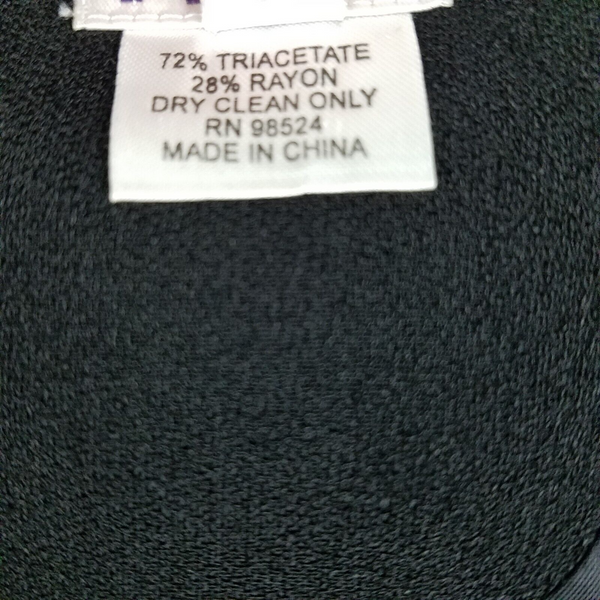 72% TRIACETATE
28% RAYON
DRY CLEAN ONLY
RN 98524
MADE IN CHINA